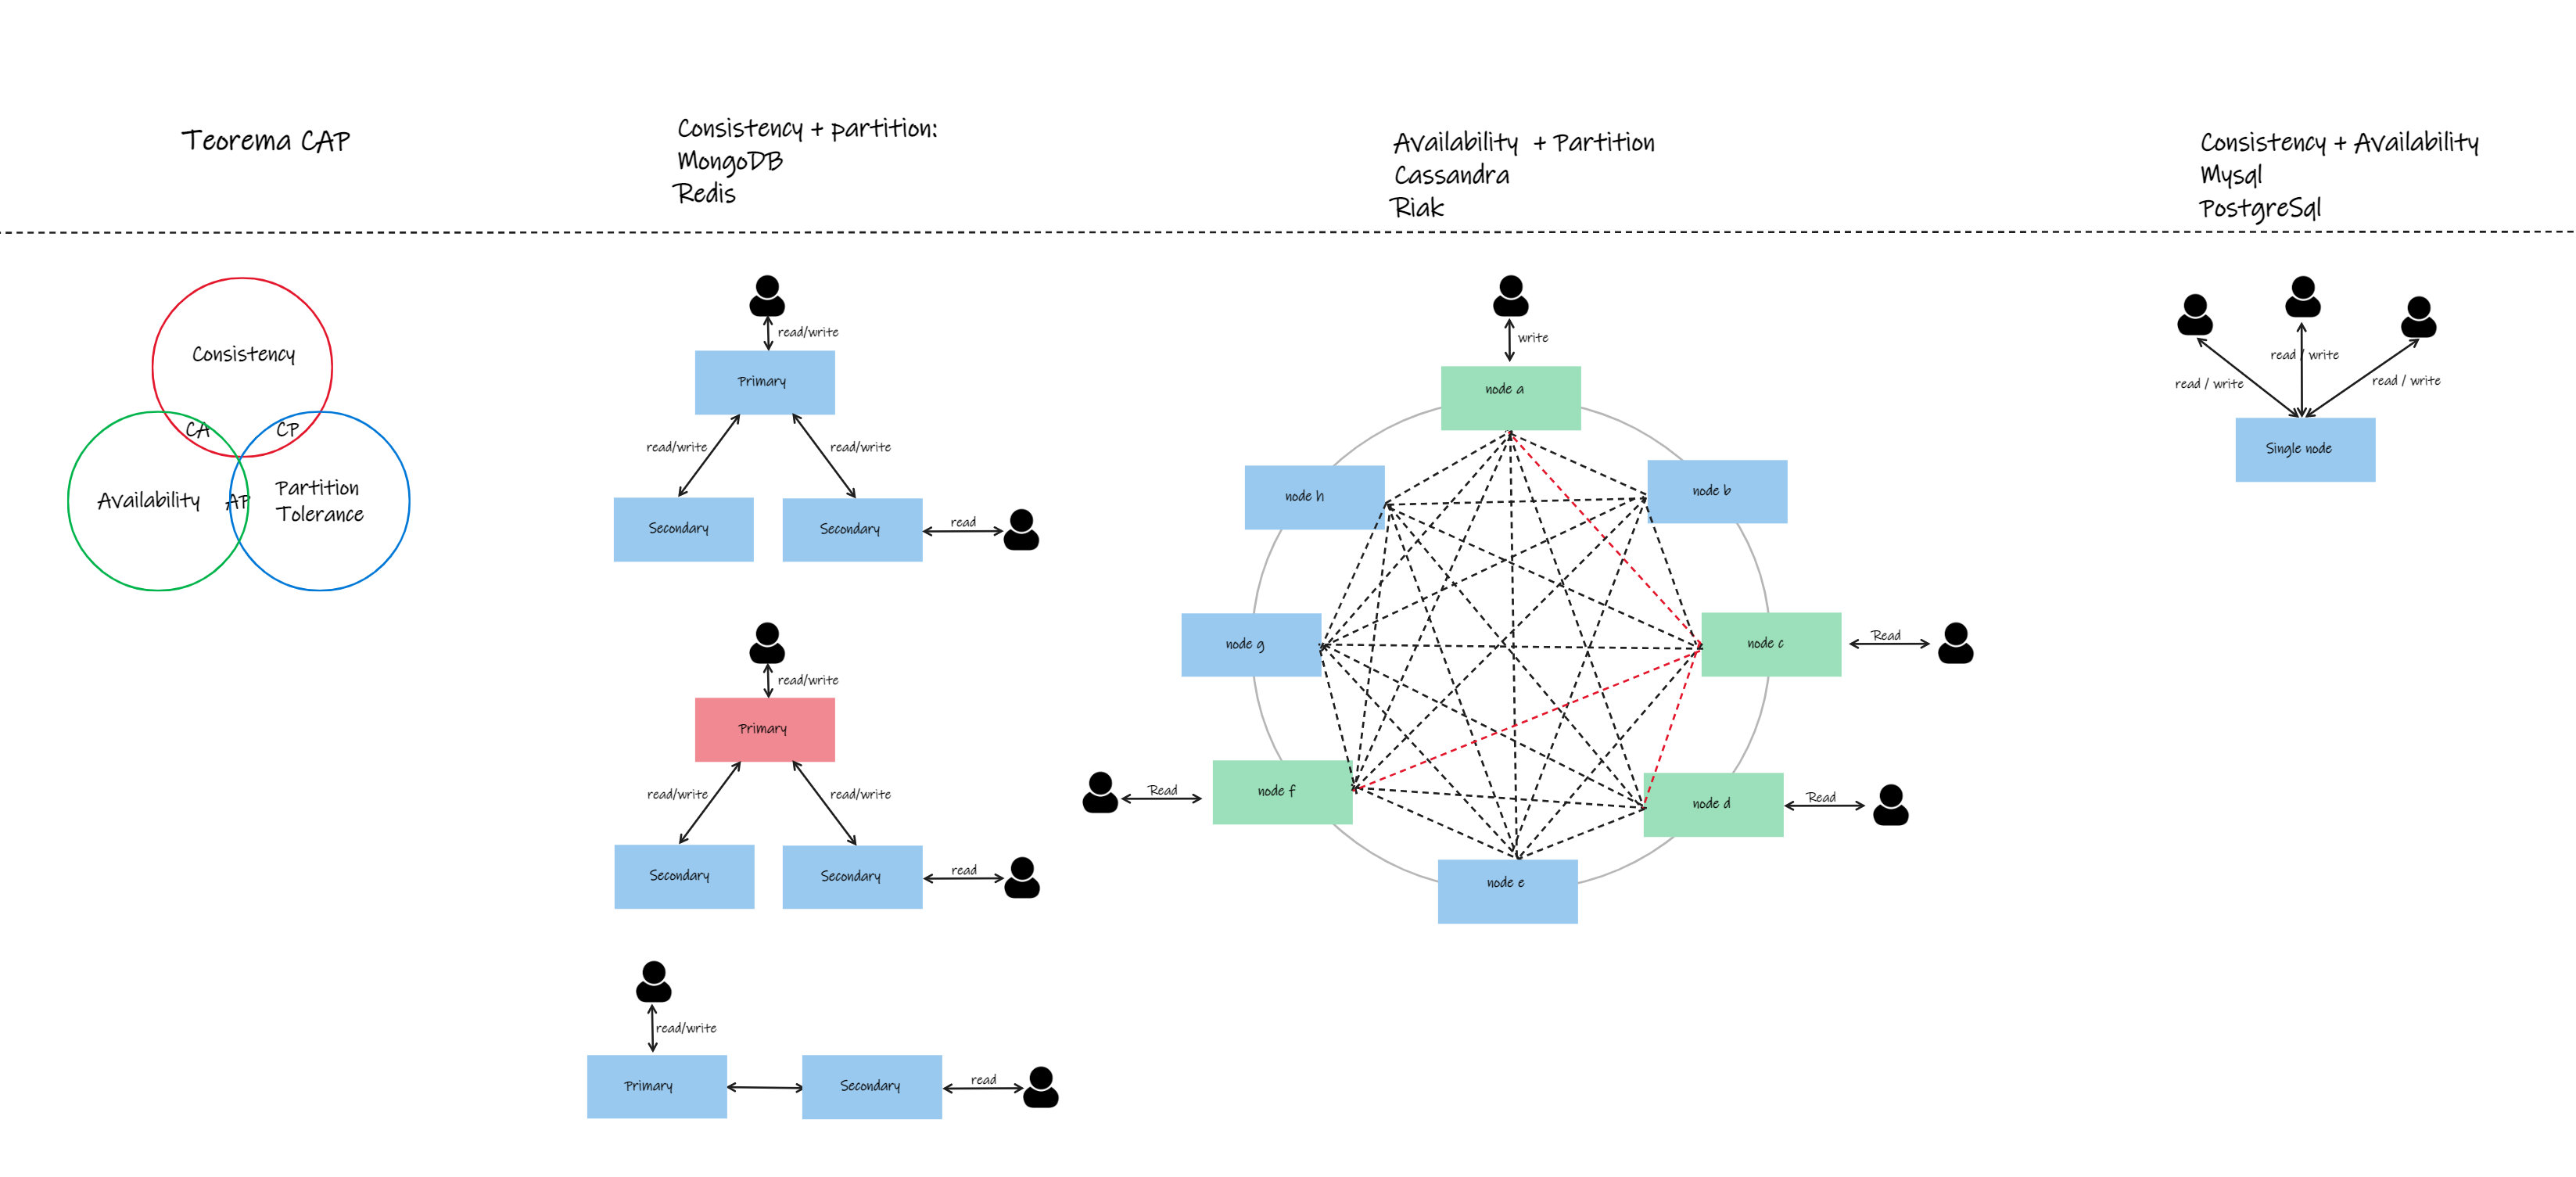 Teorema CAP
Consistency + partition:
MongoDB
Redis
Availability + Partition
Cassandra
Riak
Consistency + Availability
Mysql
PostgreSql
Consistency
CA
CP
Availability
AP
Partition
Tolerance
read/write
Primary
read/write
read/write
Secondary
Secondary
read
read/write
Primary
read/write
read/write
Secondary
Secondary
read
read/write
Primary
Secondary
read
write
node a
node h
node b
node g
node c
Read
Read
node f
node d
Read
node e
read / write
read / write
read / write
Single node